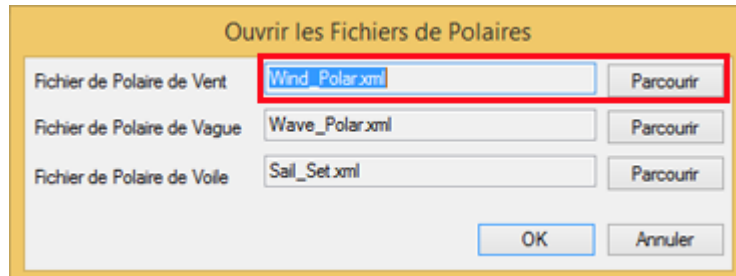 Ouvrir les Fichiers de Polaires
Fichier de Polaire de Vent Wind_Polar.xml Parcourir
Fichier de Polaire de Vague Wave_Polar.xml Parcourir
Fichier de Polaire de Voile Sail_Set.xml Parcourir
OK Annuler